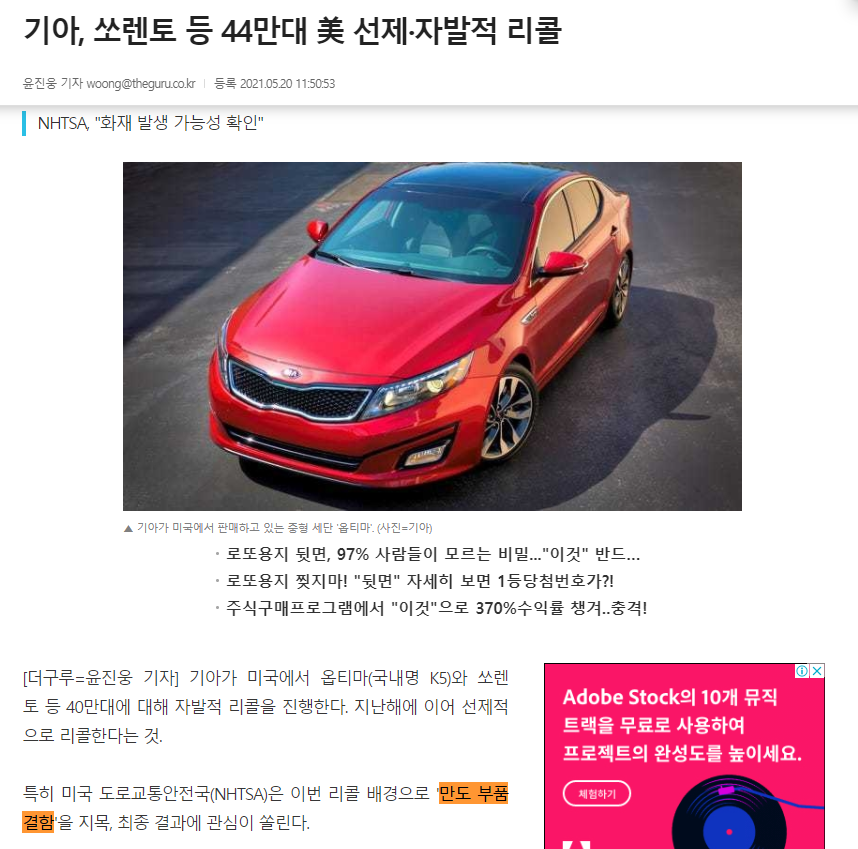 기아, 쏘렌토 등 44만대 美 선제·자발적 리콜
윤진웅 기자 woong@theguru.co.kr | 등록 2021.05.20 11:50:53
NHTSA, "화재 발생 가능성 확인"
▲ 기아가 미국에서 판매하고 있는 중형 세단 '옵티마'. (사진=기아)
· 로또용지 뒷면, 97% 사람들이 모르는 비밀..."이것" 반드...
· 로또용지 찢지마! "뒷면" 자세히 보면 1등당첨번호가?!
· 주식구매프로그램에서 "이것"으로 370%수익률 챙겨..충격!
[더구루=윤진웅 기자] 기아가 미국에서 옵티마(국내명 K5)와 쏘렌
토 등 40만대에 대해 자발적 리콜을 진행한다. 지난해에 이어 선제적
으로 리콜한다는 것.
특히 미국 도로교통안전국(NHTSA)은 이번 리콜 배경으로 '만도 부품
결함'을 지목, 최종 결과에 관심이 쏠린다.
Adobe Stock의 10개 뮤직
트랙을 무료로 사용하여
프로젝트의 완성도를 높이세요.
체험하기